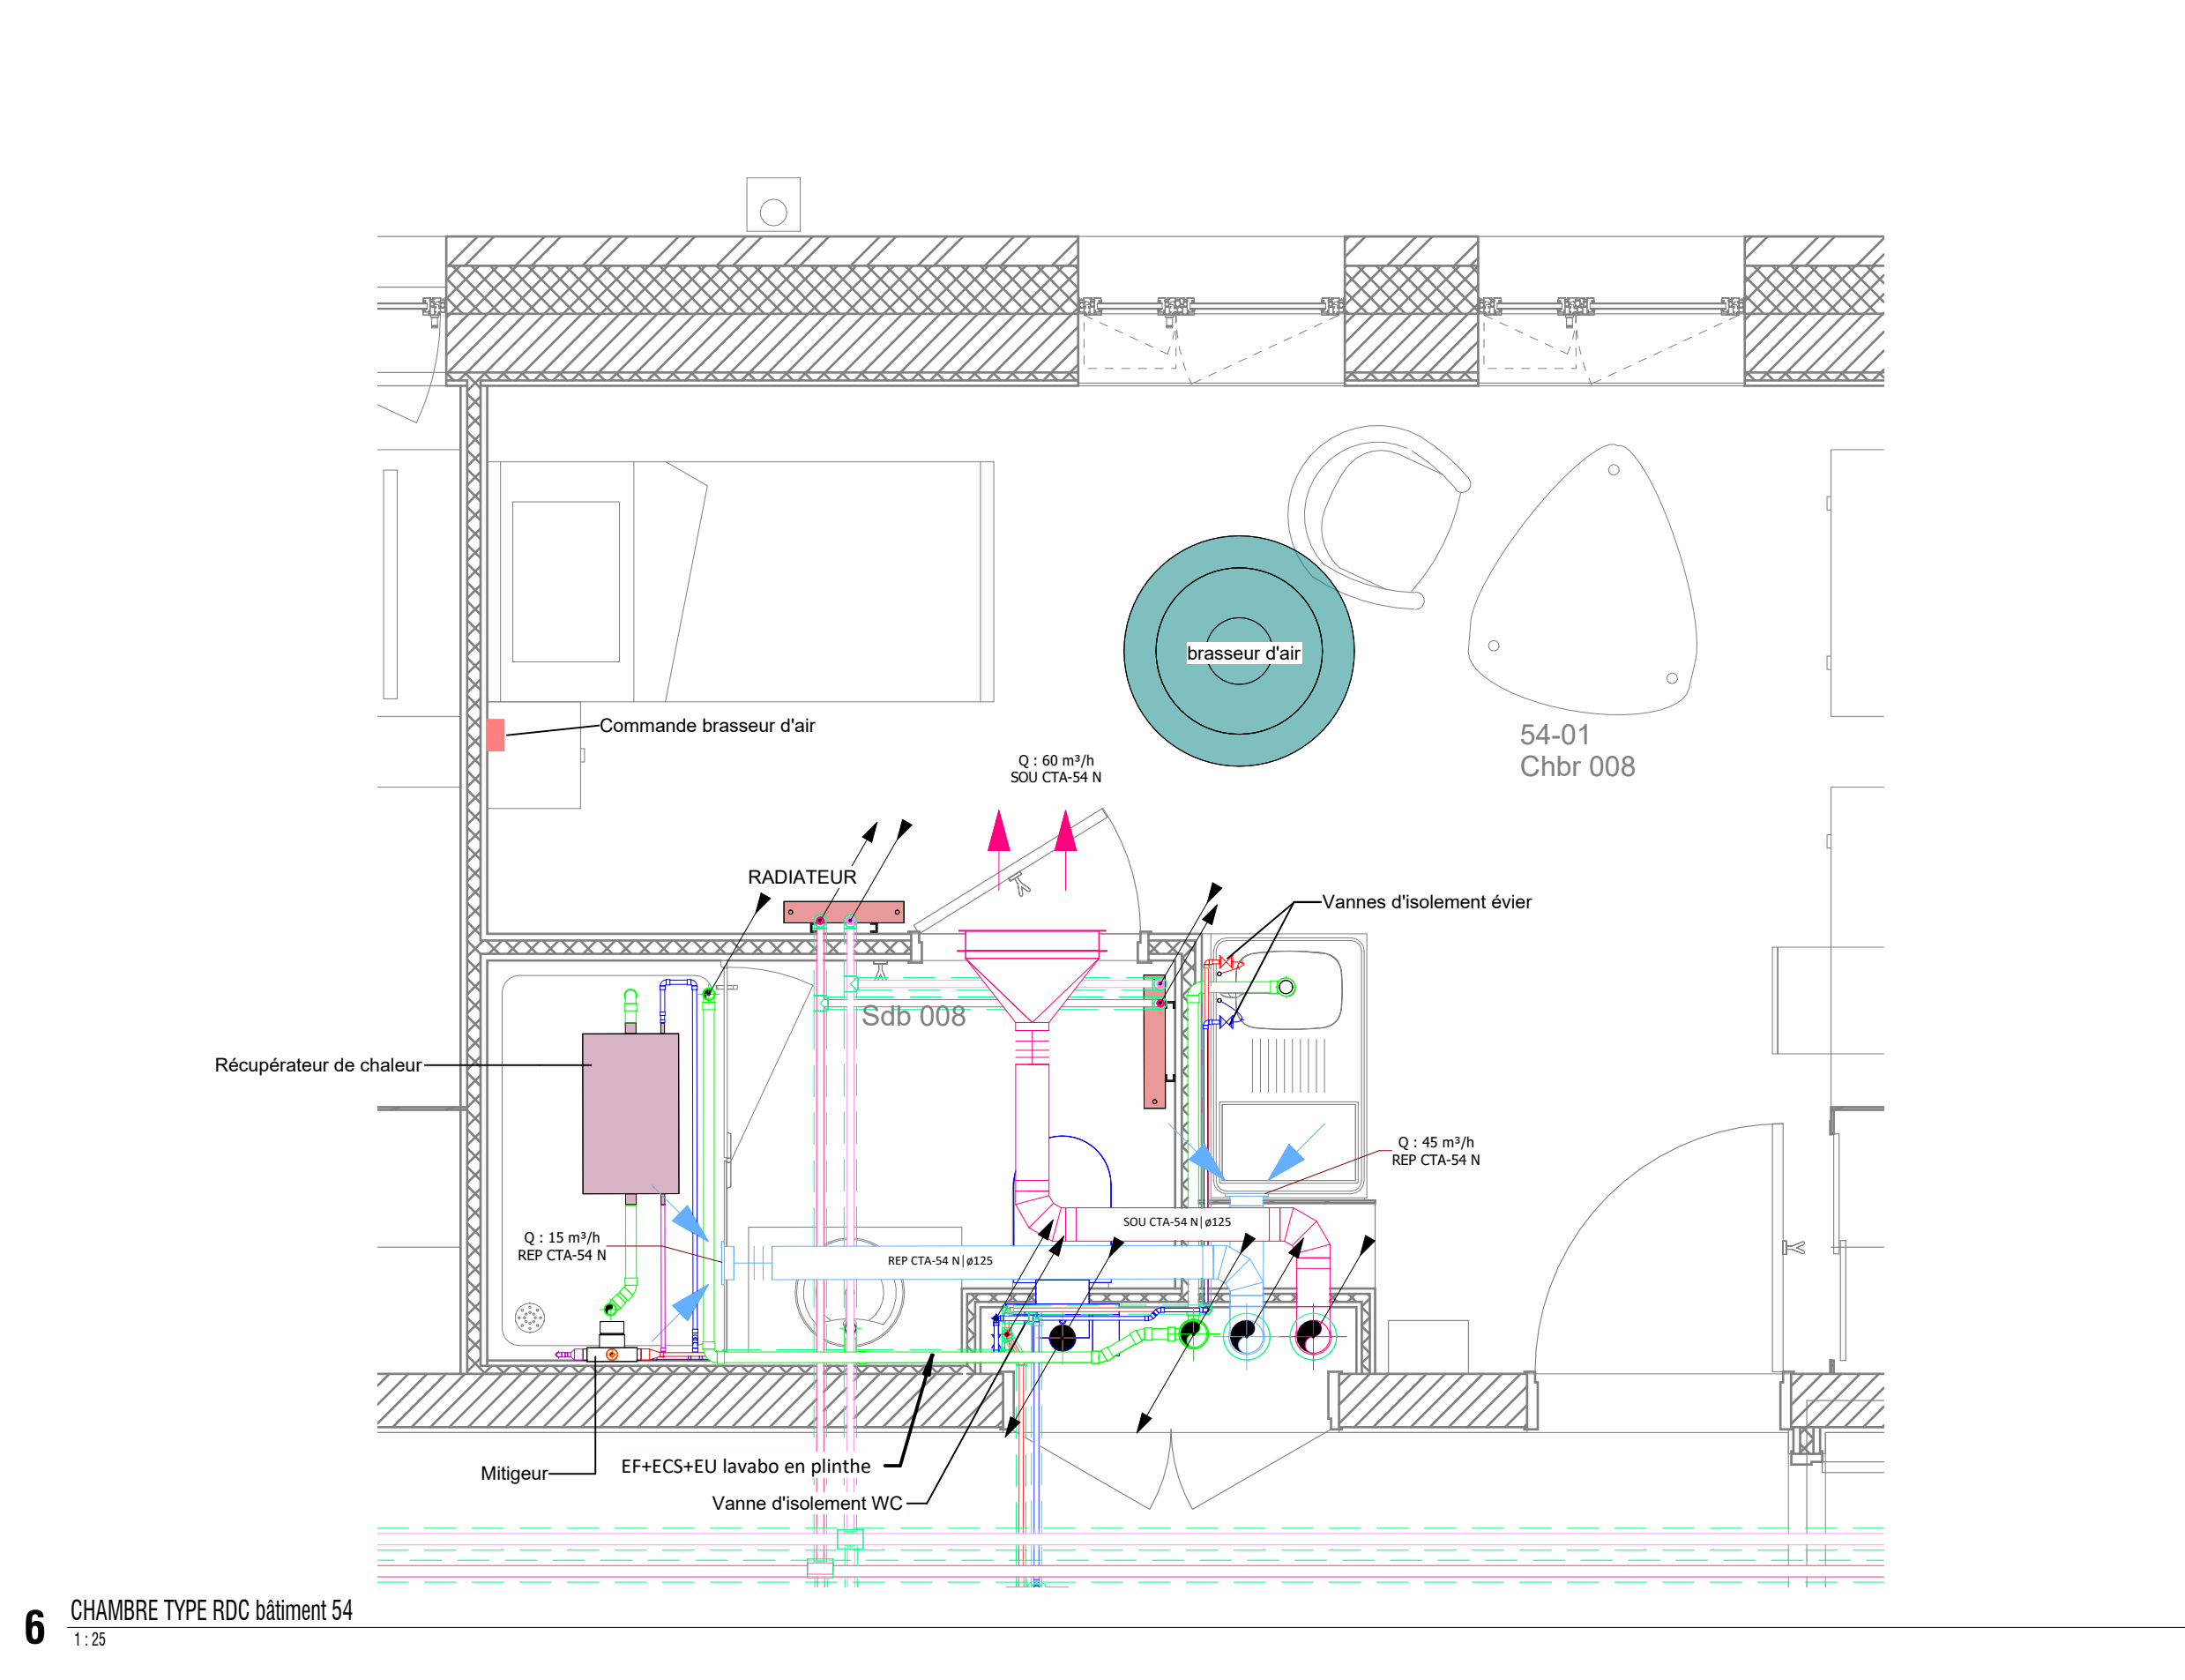 brasseur d'air
Commande brasseur d'air
54-01
Chbr 008
Q : 60 m³/h
SOU CTA-54 N
RADIATEUR
Vannes d'isolement évier
Sdb 008
Récupérateur de chaleur
Q : 45 m³/h
REP CTA-54 N
SOU CTA-54 N|ø125
Q : 15 m³/h
REP CTA-54 N
REP CTA-54 N|ø125
EF+ECS+EU lavabo en plinthe
Mitigeur
Vanne d'isolement WC
6
CHAMBRE TYPE RDC bâtiment 54
1 : 25